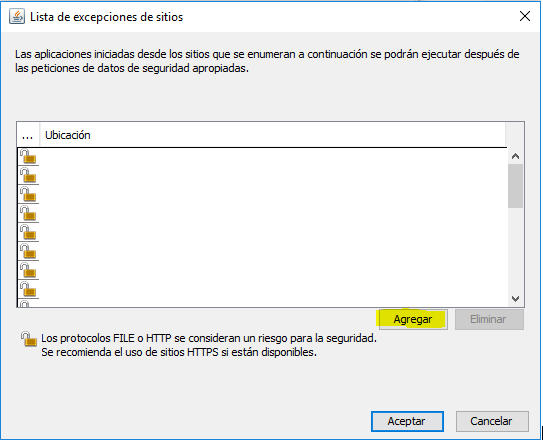 Lista de excepciones de sitios
Las aplicaciones iniciadas desde los sitios que se enumeran a continuación se podrán ejecutar después de
las peticiones de datos de seguridad apropiadas.
... Ubicación
Agregar Eliminar
Los protocolos FILE o HTTP se consideran un riesgo para la seguridad.
Se recomienda el uso de sitios HTTPS si están disponibles.
Aceptar Cancelar